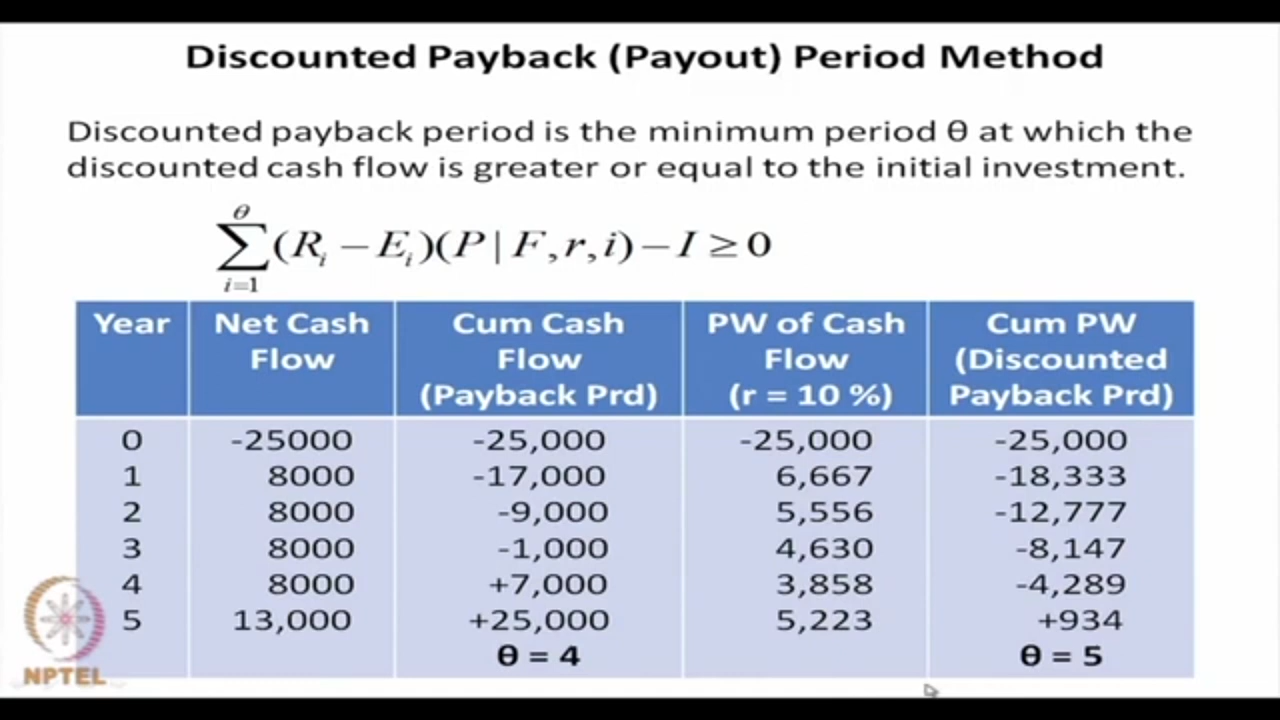 Discounted Payback (Payout) Period Method
Discounted payback period is the minimum period θ at which the
discounted cash flow is greater or equal to the initial investment.
θ
∑(Rᵢ − Eᵢ)(P | F, r, i) − I ≥ 0
i=1
Year Net Cash Flow Cum Cash Flow (Payback Prd) PW of Cash Flow (r = 10 %) Cum PW (Discounted Payback Prd)
0 -25000 -25,000 -25,000 -25,000
1 8000 -17,000 6,667 -18,333
2 8000 -9,000 5,556 -12,777
3 8000 -1,000 4,630 -8,147
4 8000 +7,000 3,858 -4,289
5 13,000 +25,000 5,223 +934
θ = 4 θ = 5
NPTEL